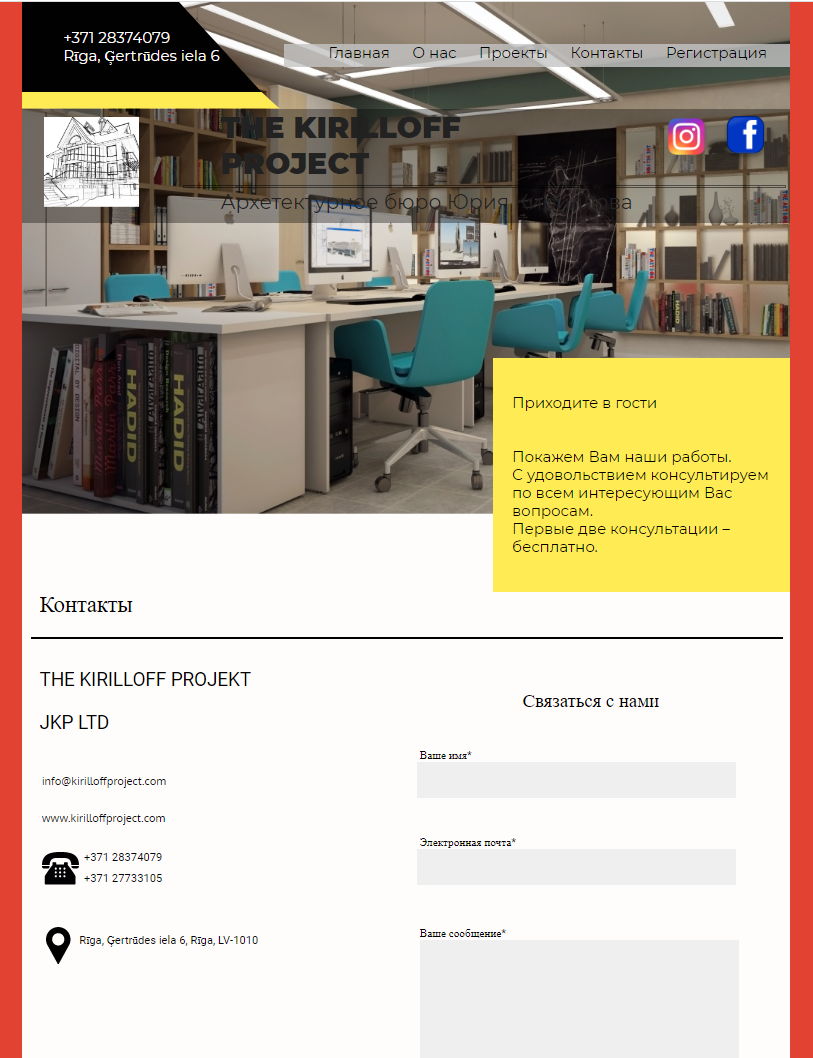 +371 28374079
Rīga, Ģertrūdes iela 6
Главная О нас Проекты Контакты Регистрация
THE KIRILLOFF
PROJECT
Архетектурное бюро Юрия
HADID
HADID
Приходите в гости
Покажем Вам наши работы.
С удовольствием консультируем
по всем интересующим Вас
вопросам.
Первые две консультации –
бесплатно.
Контакты
THE KIRILLOFF PROJEKT
JKP LTD
info@kirilloffproject.com
www.kirilloffproject.com
+371 28374079
+371 27733105
Rīga, Ģertrūdes iela 6, Rīga, LV-1010
Связаться с нами
Ваше имя*
Электронная почта*
Ваше сообщение*